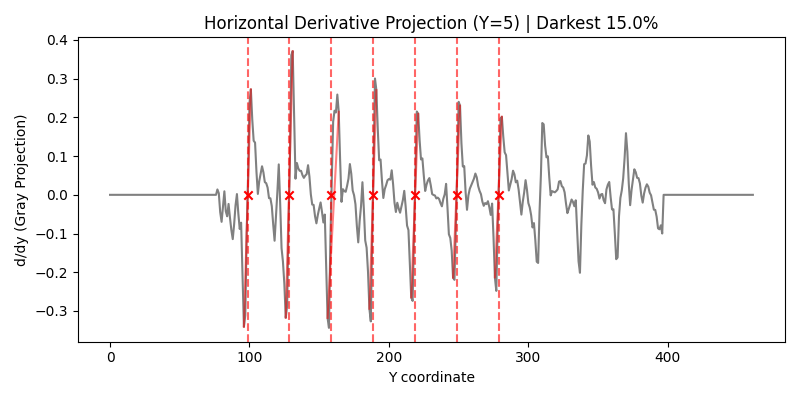 Horizontal Derivative Projection (Y=5) | Darkest 15.0%
d/dy (Gray Projection)
0.4
0.3
0.2
0.1
0.0
−0.1
−0.2
−0.3
0 100 200 300 400
Y coordinate